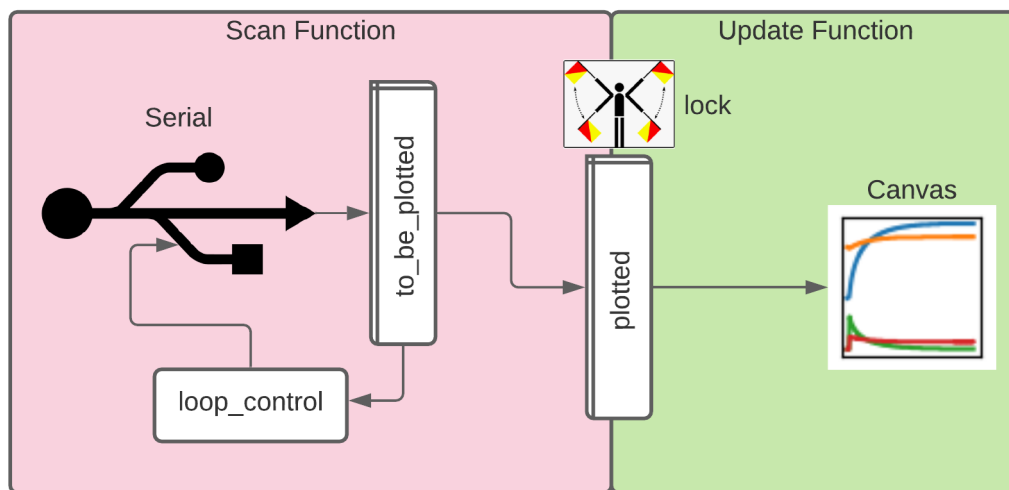 Scan Function
Update Function
lock
Serial
to_be_plotted
Canvas
plotted
loop_control